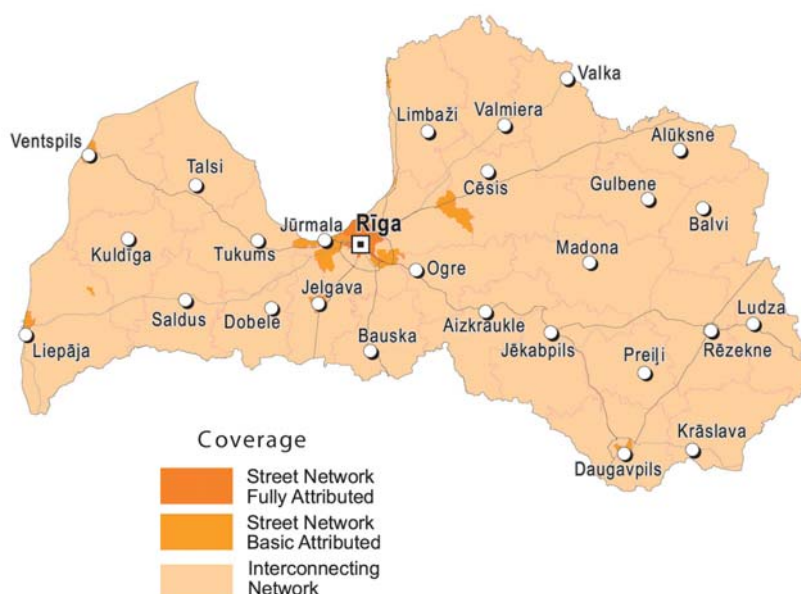 Valka
Limbaži
Valmiera
Alūksne
Ventspils
Talsi
Cēsis
Gulbene
Balvi
Rīga
Jūrmala
Kuldīga
Tukums
Madona
Ogre
Jelgava
Saldus
Dobele
Aizkraukle
Ludza
Liepāja
Bauska
Jēkabpils
Rēzekne
Preiļi
Krāslava
Daugavpils
Coverage
Street Network
Fully Attributed
Street Network
Basic Attributed
Interconnecting
Network